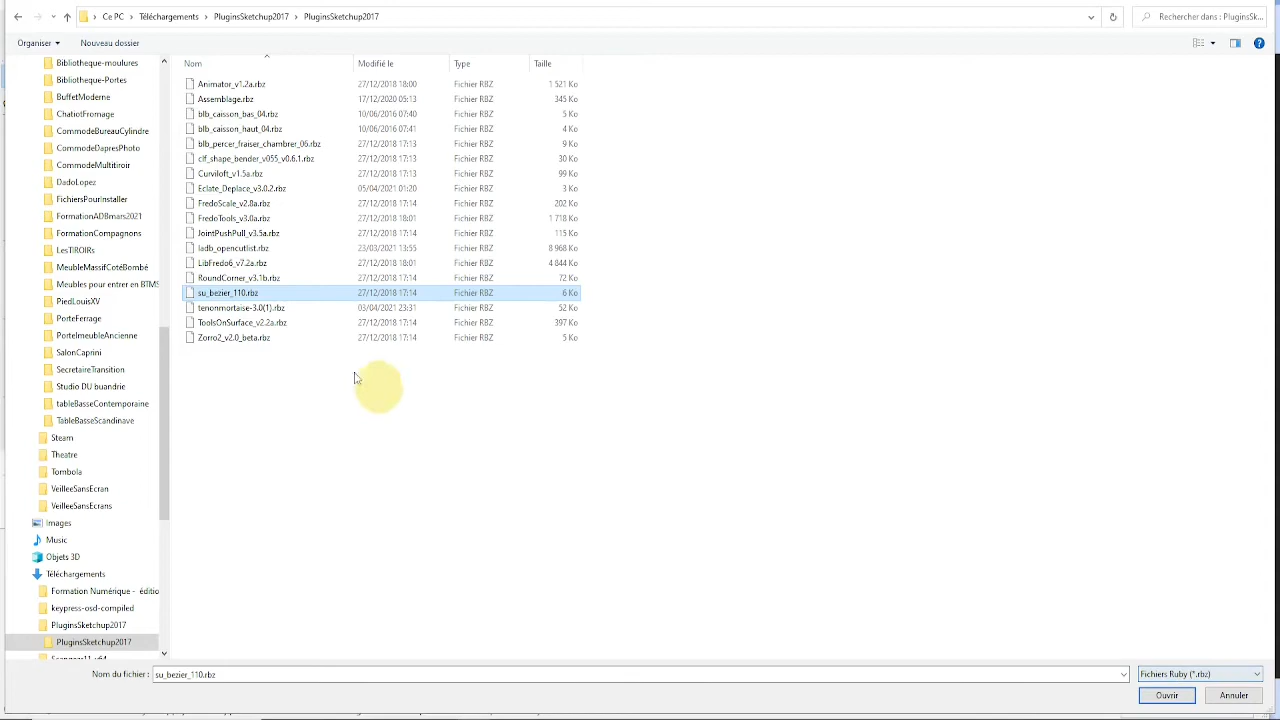 Ce PC > Téléchargements > PluginsSketchup2017 > PluginsSketchup2017
Rechercher dans : PluginsSk...
Organiser
Nouveau dossier
Nom Modifié le Type Taille
Bibliotheque-moulures
Bibliotheque-Portes
BuffetModerne
ChatiotFromage
CommodeBureauCylindre
CommodeDapresPhoto
CommodeMultitiroir
DadoLopez
FichiersPourInstaller
FormationADBmars2021
FormationCompagnons
LesTIROIRs
MeubleMassifCotéBombé
Meubles pour entrer en BTMS
PiedLouisXV
PorteFerrage
PorteImeubleAncienne
SalonCaprini
SecretaireTransition
Studio DU buandrie
tableBasseContemporaine
TableBasseScandinave
Steam
Theatre
Tombola
VeilleeSansEcran
VeilleeSansEcrans
Images
Music
Objets 3D
Téléchargements
Formation Numérique - éditio
keypress-osd-compiled
PluginsSketchup2017
PluginsSketchup2017
Animator_v1.2a.rbz 27/12/2018 18:00 Fichier RBZ 1 521 Ko
Assemblage.rbz 17/12/2020 05:13 Fichier RBZ 345 Ko
blb_caisson_bas_04.rbz 10/06/2016 07:40 Fichier RBZ 5 Ko
blb_caisson_haut_04.rbz 10/06/2016 07:41 Fichier RBZ 4 Ko
blb_percer_fraiser_chambrer_06.rbz 27/12/2018 17:13 Fichier RBZ 9 Ko
clf_shape_bender_v055_v0.6.1.rbz 27/12/2018 17:13 Fichier RBZ 30 Ko
Curviloft_v1.5a.rbz 27/12/2018 17:13 Fichier RBZ 99 Ko
Eclate_Deplace_v3.0.2.rbz 05/04/2021 01:20 Fichier RBZ 3 Ko
FredoScale_v2.8a.rbz 27/12/2018 17:14 Fichier RBZ 202 Ko
FredoTools_v3.0a.rbz 27/12/2018 18:01 Fichier RBZ 1 718 Ko
JointPushPull_v3.5a.rbz 27/12/2018 17:14 Fichier RBZ 115 Ko
ladb_opencutlist.rbz 23/03/2021 13:55 Fichier RBZ 8 968 Ko
LibFredo6_v7.2a.rbz 27/12/2018 18:01 Fichier RBZ 4 844 Ko
RoundCorner_v3.1b.rbz 27/12/2018 17:14 Fichier RBZ 72 Ko
su_bezier_110.rbz 27/12/2018 17:14 Fichier RBZ 6 Ko
tenonmortaise-3.0(1).rbz 03/04/2021 23:31 Fichier RBZ 52 Ko
ToolsOnSurface_v2.2a.rbz 27/12/2018 17:14 Fichier RBZ 397 Ko
Zorro2_v2.0_beta.rbz 27/12/2018 17:14 Fichier RBZ 5 Ko
Nom du fichier : su_bezier_110.rbz
Fichiers Ruby (*.rbz)
Ouvrir
Annuler